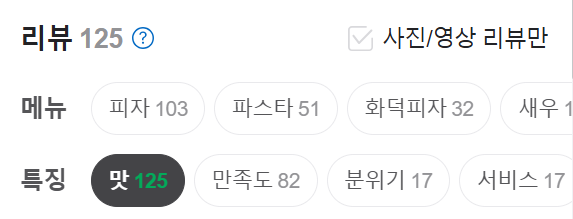 리뷰 125 ? 사진/영상 리뷰만
메뉴 피자 103 파스타 51 화덕피자 32 새우
특징 맛 125 만족도 82 분위기 17 서비스 17